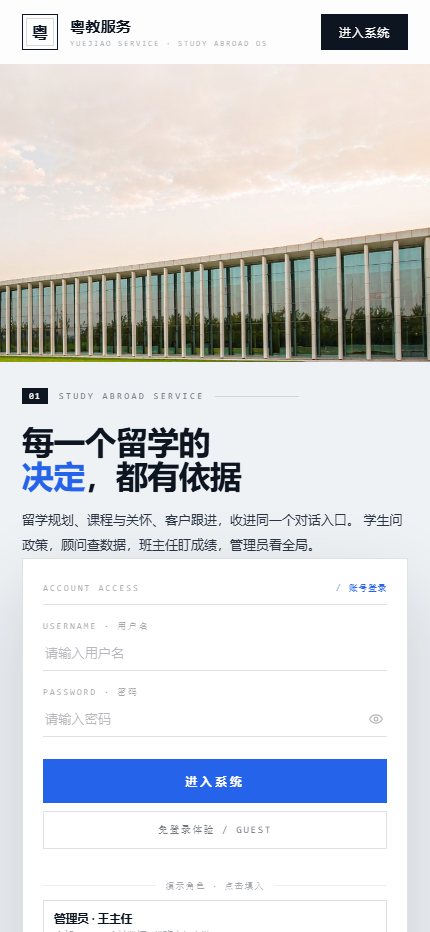 粤
粤教服务
YUEJIAO SERVICE · STUDY ABROAD OS
进入系统
01 STUDY ABROAD SERVICE
每一个留学的
决定，都有依据
留学规划、课程与关怀、客户跟进，收进同一个对话入口。 学生问
政策，顾问查数据，班主任盯成绩，管理员看全局。
ACCOUNT ACCESS
/ 账号登录
USERNAME · 用户名
请输入用户名
PASSWORD · 密码
请输入密码
进入系统
免登录体验 / GUEST
演示角色 · 点击填入
管理员 · 王主任